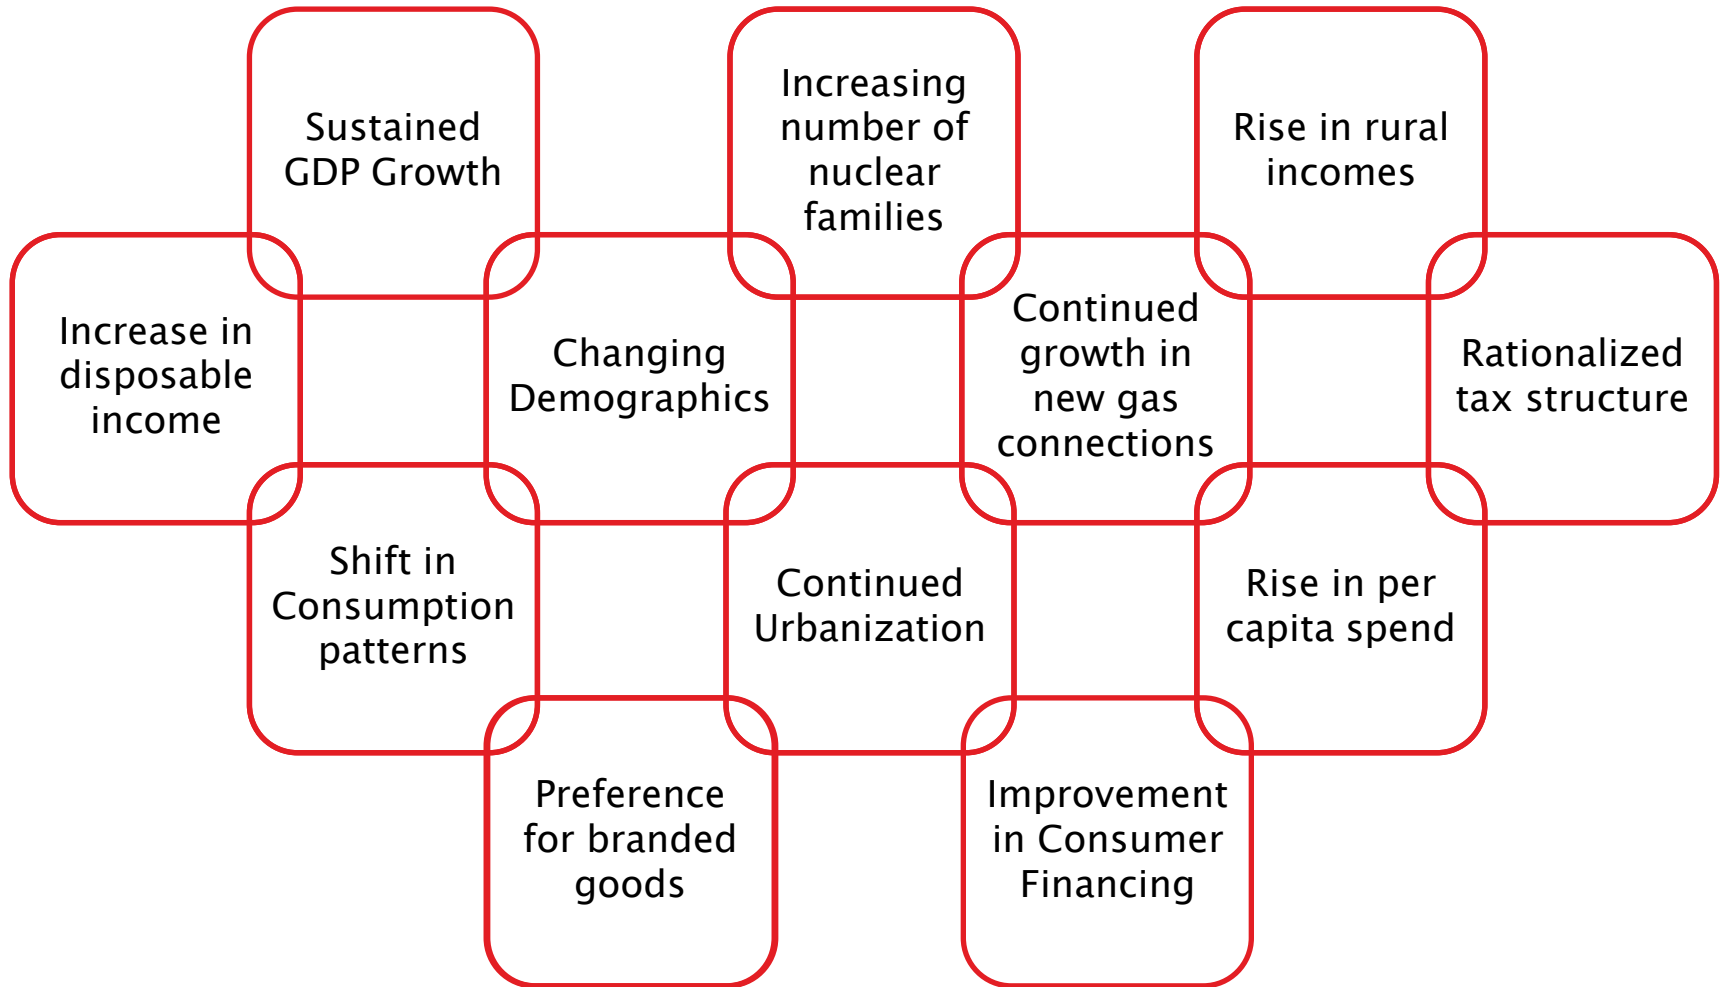 Sustained
GDP Growth
Increasing
number of
nuclear
families
Rise in rural
incomes
Increase in
disposable
income
Changing
Demographics
Continued
growth in
new gas
connections
Rationalized
tax structure
Shift in
Consumption
patterns
Continued
Urbanization
Rise in per
capita spend
Preference
for branded
goods
Improvement
in Consumer
Financing